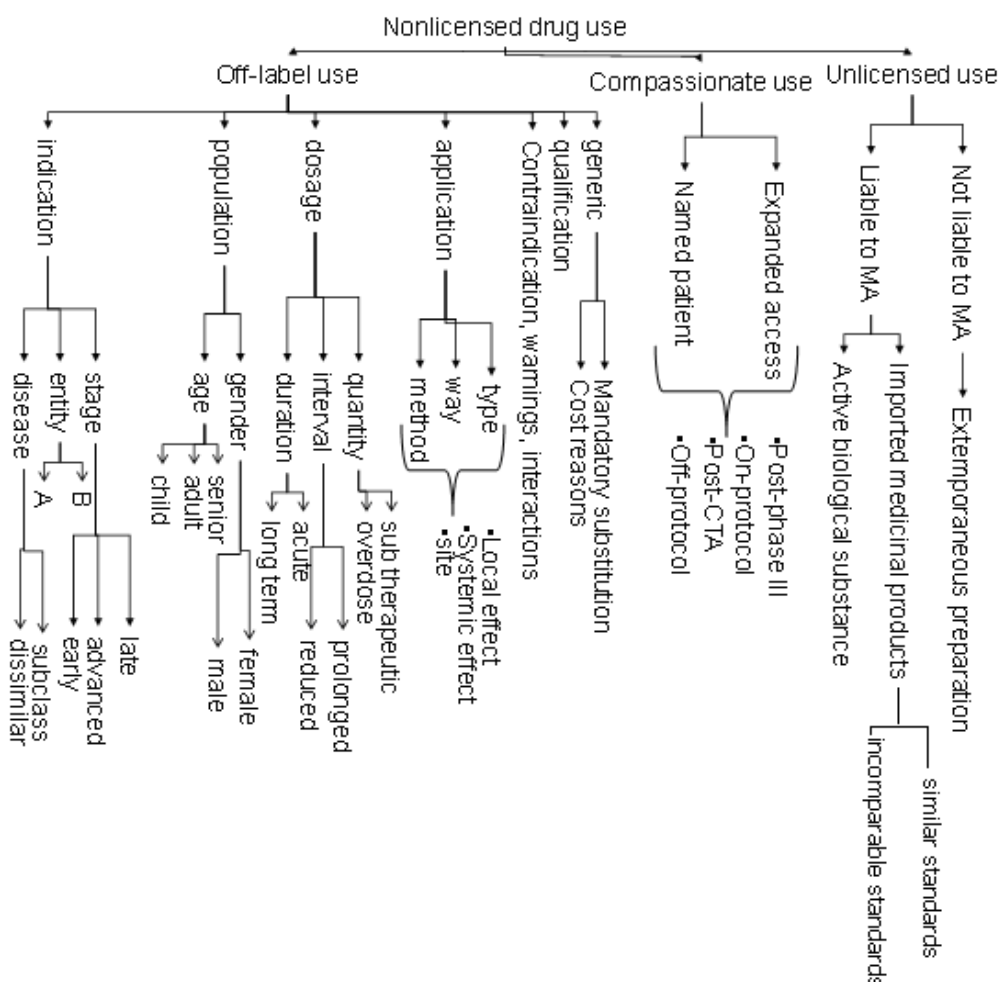 Nonlicensed drug use
Off-label use
Compassionate use
Unlicensed use
indication
population
dosage
application
Contraindication, warnings, interactions
qualification
generic
Named patient
Expanded access
Liable to MA
Not liable to MA
disease
entity
stage
age
gender
duration
interval
quantity
method
way
type
Cost reasons
Mandatory substitution
▪Off-protocol
▪Post-CTA
▪On-protocol
▪Post-phase III
Active biological substance
Imported medicinal products
Extemporaneous preparation
A
B
child
adult
senior
long term
acute
overdose
sub therapeutic
▪site
▪Systemic effect
▪Local effect
dissimilar
subclass
early
advanced
late
male
female
reduced
prolonged
incomparable standards
similar standards